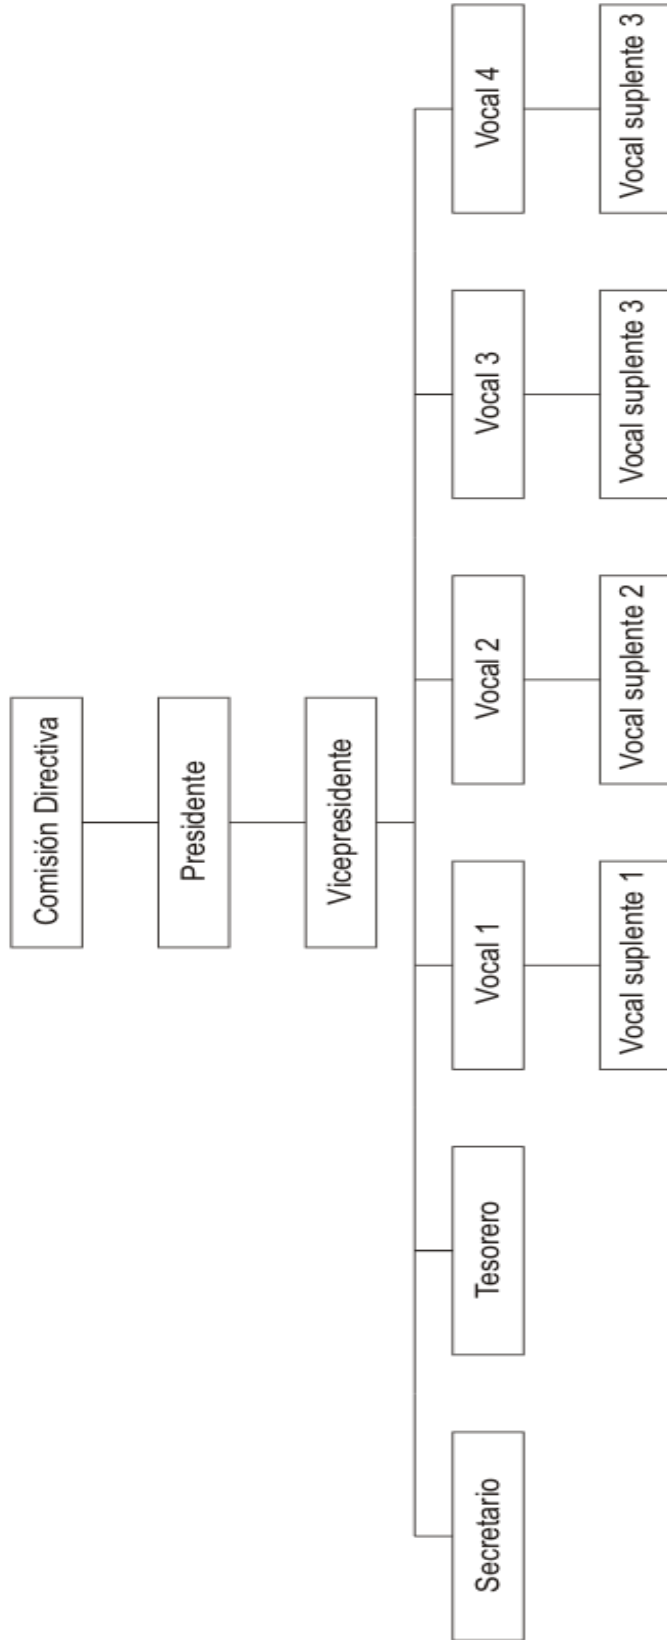 Comisión Directiva
Presidente
Vicepresidente
Secretario
Tesorero
Vocal 1
Vocal 2
Vocal 3
Vocal 4
Vocal suplente 1
Vocal suplente 2
Vocal suplente 3
Vocal suplente 3